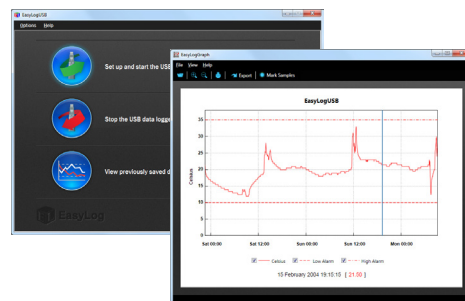 EasyLogUSB
Options Help
Set up and start the USB
Stop the USB data logge
View previously saved d
EasyLog
EasyLogGraph
File View Help
Export Mark Samples
EasyLogUSB
Celsius
35
30
25
20
15
10
5
0
Sat 00:00 Sat 12:00 Sun 00:00 Sun 12:00 Mon 00:00
Celsius Low Alarm High Alarm
15 February 2004 19:15:15 [ 21.50 ]